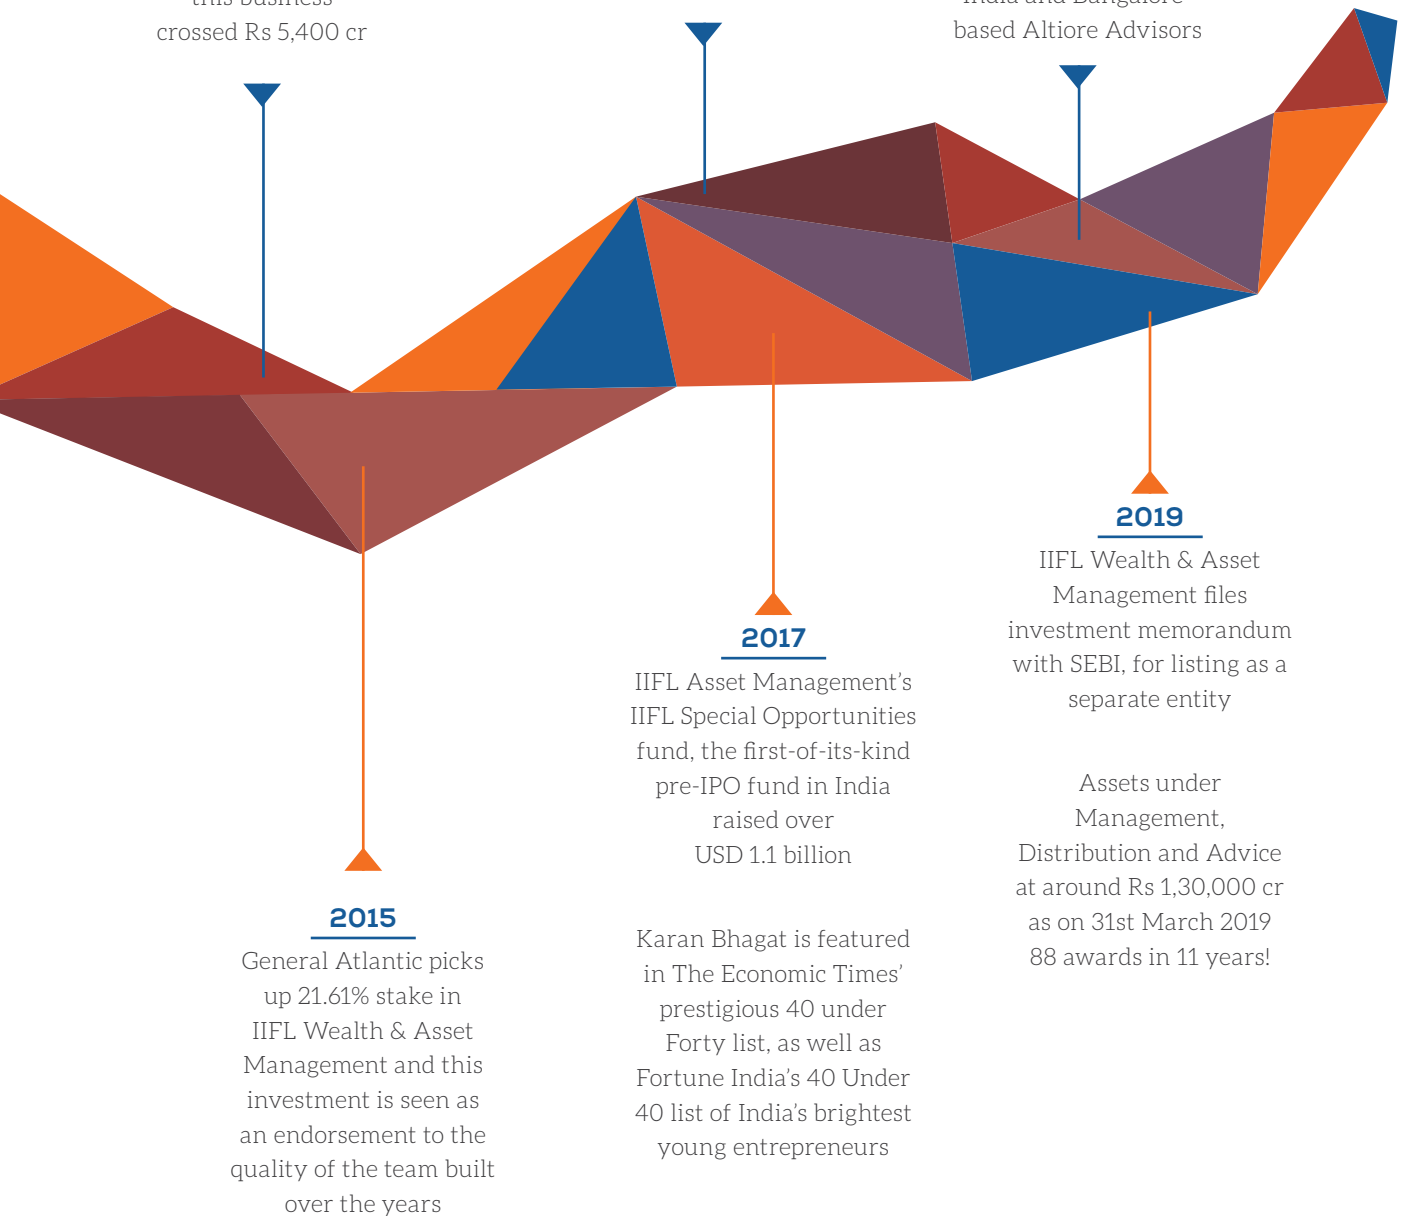 this business
crossed Rs 5,400 cr
India and Bangalore
based Altiore Advisors
2015
General Atlantic picks
up 21.61% stake in
IIFL Wealth & Asset
Management and this
investment is seen as
an endorsement to the
quality of the team built
over the years
2017
IIFL Asset Management’s
IIFL Special Opportunities
fund, the first-of-its-kind
pre-IPO fund in India
raised over
USD 1.1 billion
Karan Bhagat is featured
in The Economic Times’
prestigious 40 under
Forty list, as well as
Fortune India’s 40 Under
40 list of India’s brightest
young entrepreneurs
2019
IIFL Wealth & Asset
Management files
investment memorandum
with SEBI, for listing as a
separate entity
Assets under
Management,
Distribution and Advice
at around Rs 1,30,000 cr
as on 31st March 2019
88 awards in 11 years!